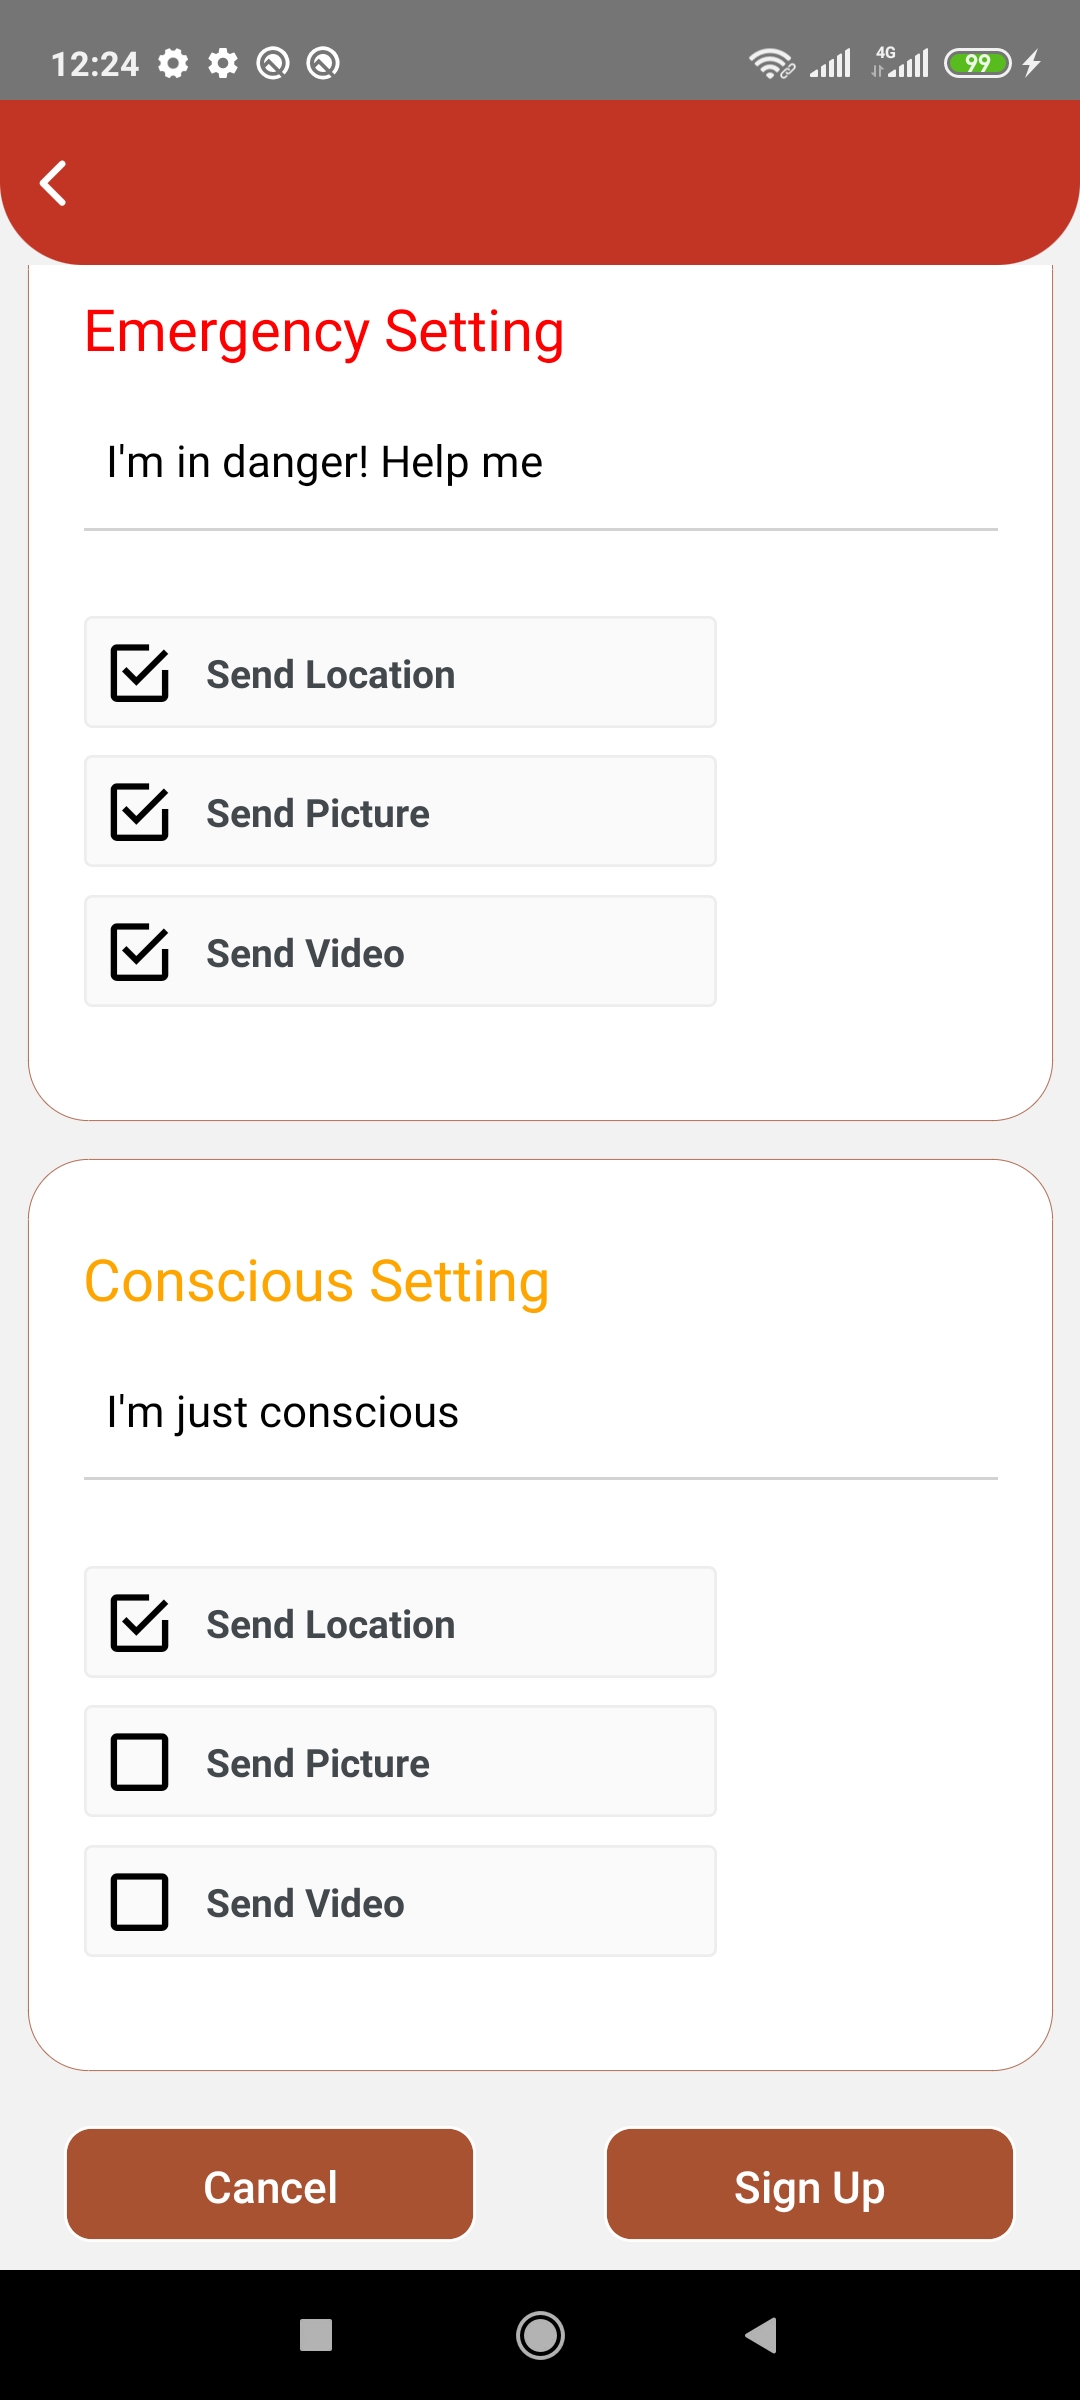 12:24 4G 99
Emergency Setting
I'm in danger! Help me
Send Location
Send Picture
Send Video
Conscious Setting
I'm just conscious
Send Location
Send Picture
Send Video
Cancel Sign Up